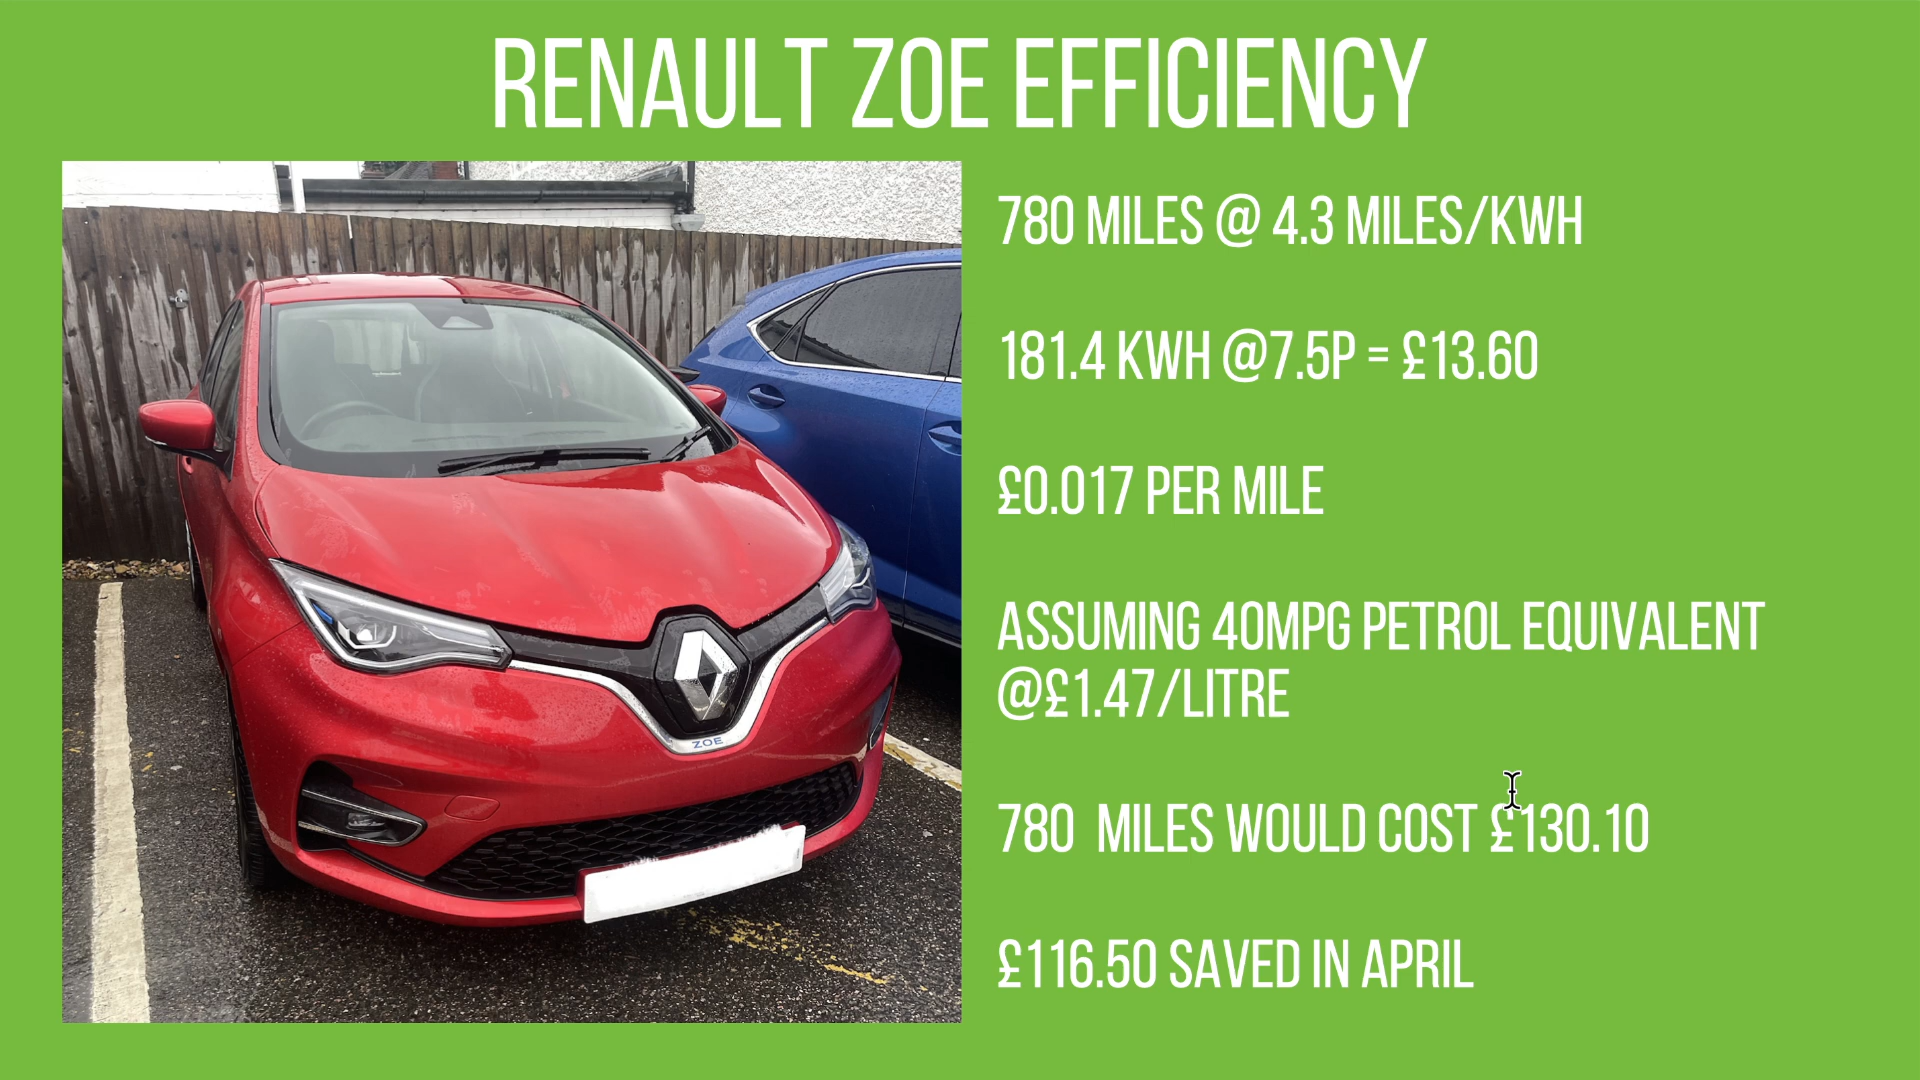 RENAULT ZOE EFFICIENCY
780 MILES @ 4.3 MILES/KWH
181.4 KWH @7.5P = £13.60
£0.017 PER MILE
ASSUMING 40MPG PETROL EQUIVALENT
@£1.47/LITRE
780 MILES WOULD COST £130.10
£116.50 SAVED IN APRIL
ZOE